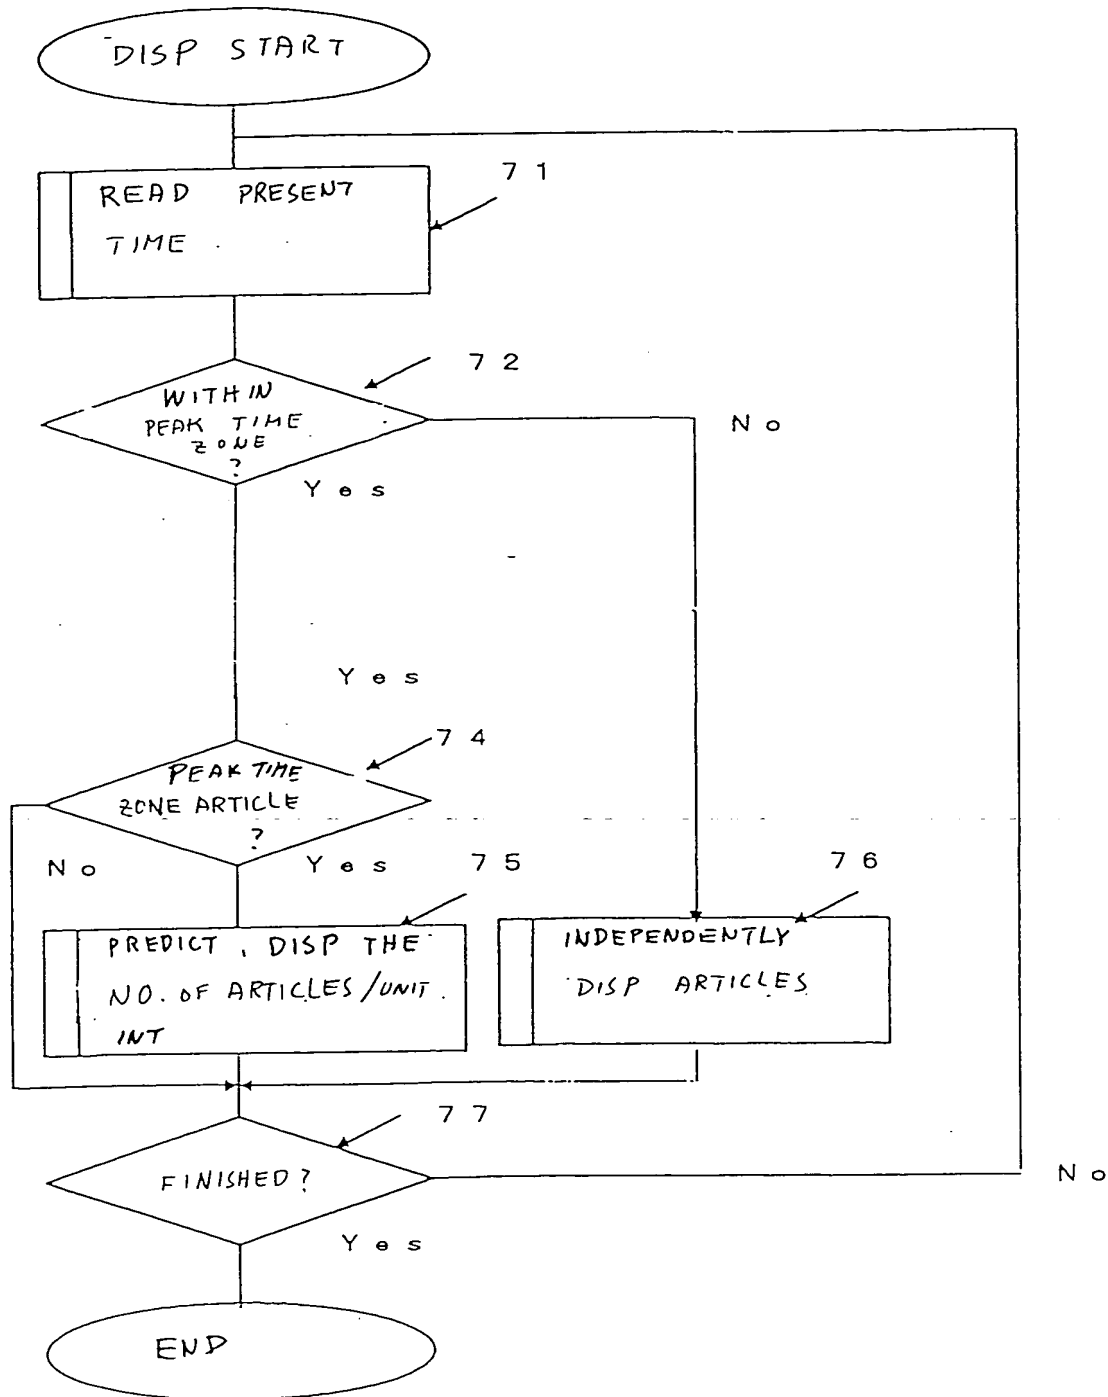 DISP START
71
READ PRESENT
TIME
72
WITHIN
PEAK TIME
ZONE
?
No
Yes
Yes
74
PEAK TIME
ZONE ARTICLE
?
No
Yes
75
76
PREDICT, DISP THE
NO. OF ARTICLES/UNIT
INT
INDEPENDENTLY
DISP ARTICLES
77
FINISHED?
No
Yes
END